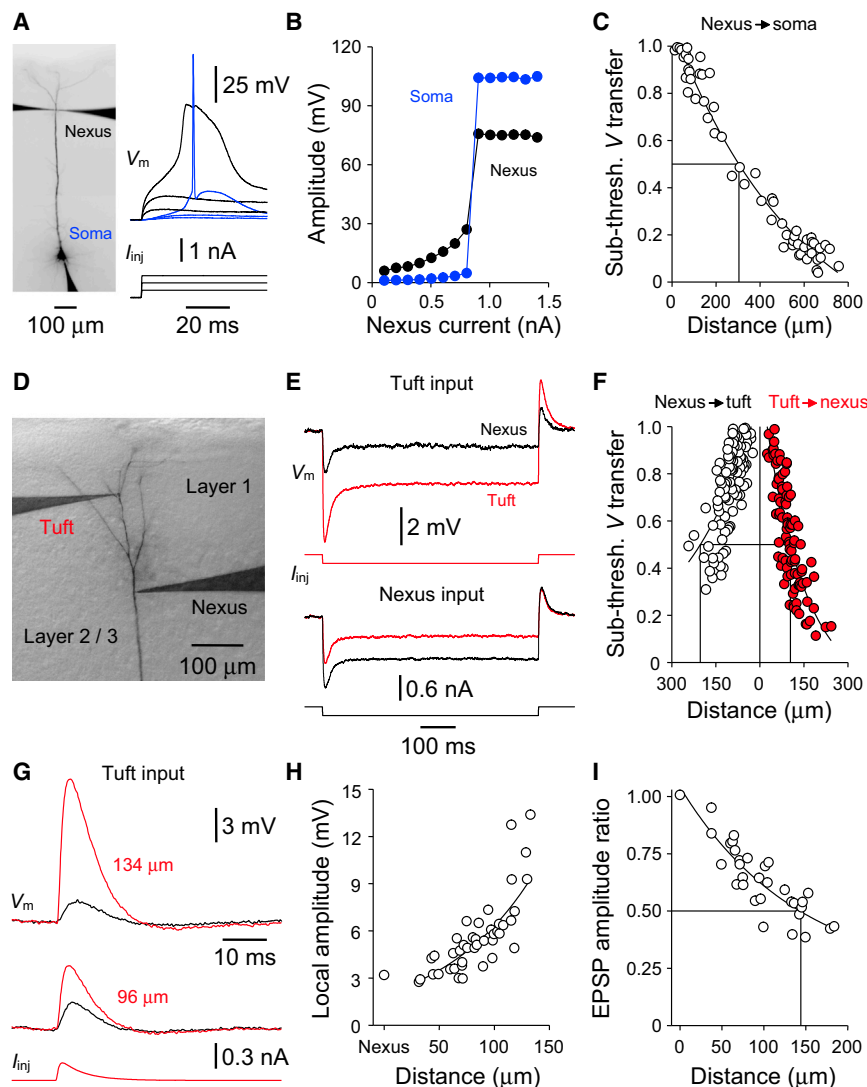 A
Nexus
Soma
100 μm
25 mV
Vm
Iinj
1 nA
20 ms
B
Amplitude (mV)
120
90
60
30
0
Soma
Nexus
0 0.5 1.0 1.5
Nexus current (nA)
C
Nexus soma
Sub-thresh. V transfer
1.0
0.8
0.6
0.4
0.2
0
0 200 400 600 800
Distance (μm)
D
Layer 1
Tuft
Nexus
Layer 2 / 3
100 μm
E
Tuft input
Nexus
Vm
Tuft
2 mV
Iinj
Nexus input
0.6 nA
100 ms
F
Nexus tuft
Tuft nexus
Sub-thresh. V transfer
1.0
0.8
0.6
0.4
0.2
0
300 150 0 150 300
Distance (μm)
G
Tuft input
3 mV
134 μm
Vm
10 ms
96 μm
Iinj
0.3 nA
H
Local amplitude (mV)
15
12
9
6
3
0
Nexus 50 100 150
Distance (μm)
I
EPSP amplitude ratio
1.0
0.75
0.50
0.25
0
0 50 100 150 200
Distance (μm)